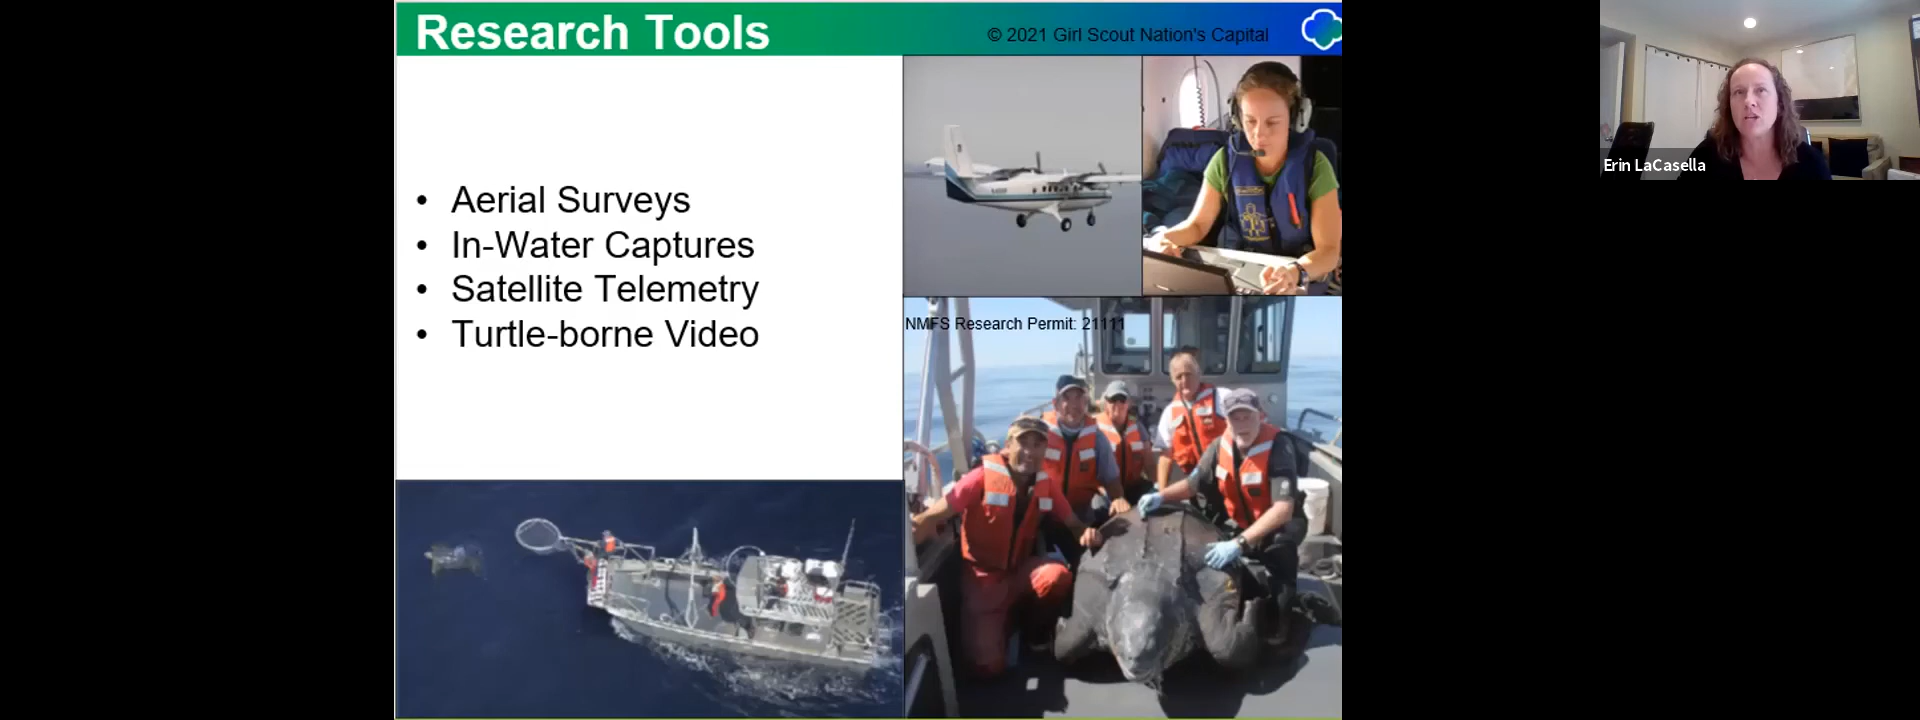 Research Tools
© 2021 Girl Scout Nation's Capital
• Aerial Surveys
• In-Water Captures
• Satellite Telemetry
• Turtle-borne Video
NMFS Research Permit: 21111
Erin LaCasella